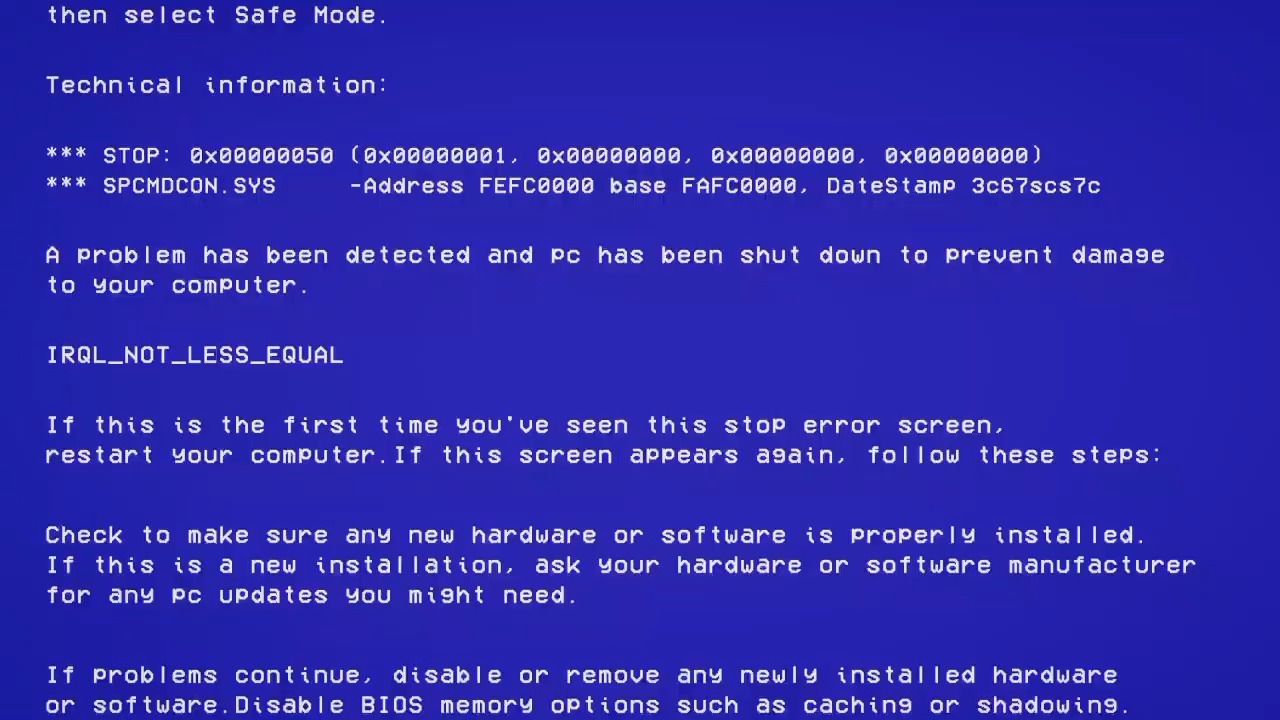 then select Safe Mode.
Technical information:
*** STOP: 0x00000050 (0x00000001, 0x00000000, 0x00000000, 0x00000000)
*** SPCMDCON.SYS -Address FEFC0000 base FAFC0000, DateStamp 3c67scs7c
A problem has been detected and pc has been shut down to prevent damage
to your computer.
IRQL_NOT_LESS_EQUAL
If this is the first time you've seen this stop error screen,
restart your computer.If this screen appears again, follow these steps:
Check to make sure any new hardware or software is properly installed.
If this is a new installation, ask your hardware or software manufacturer
for any pc updates you might need.
If problems continue, disable or remove any newly installed hardware
or software.Disable BIOS memory options such as caching or shadowing.